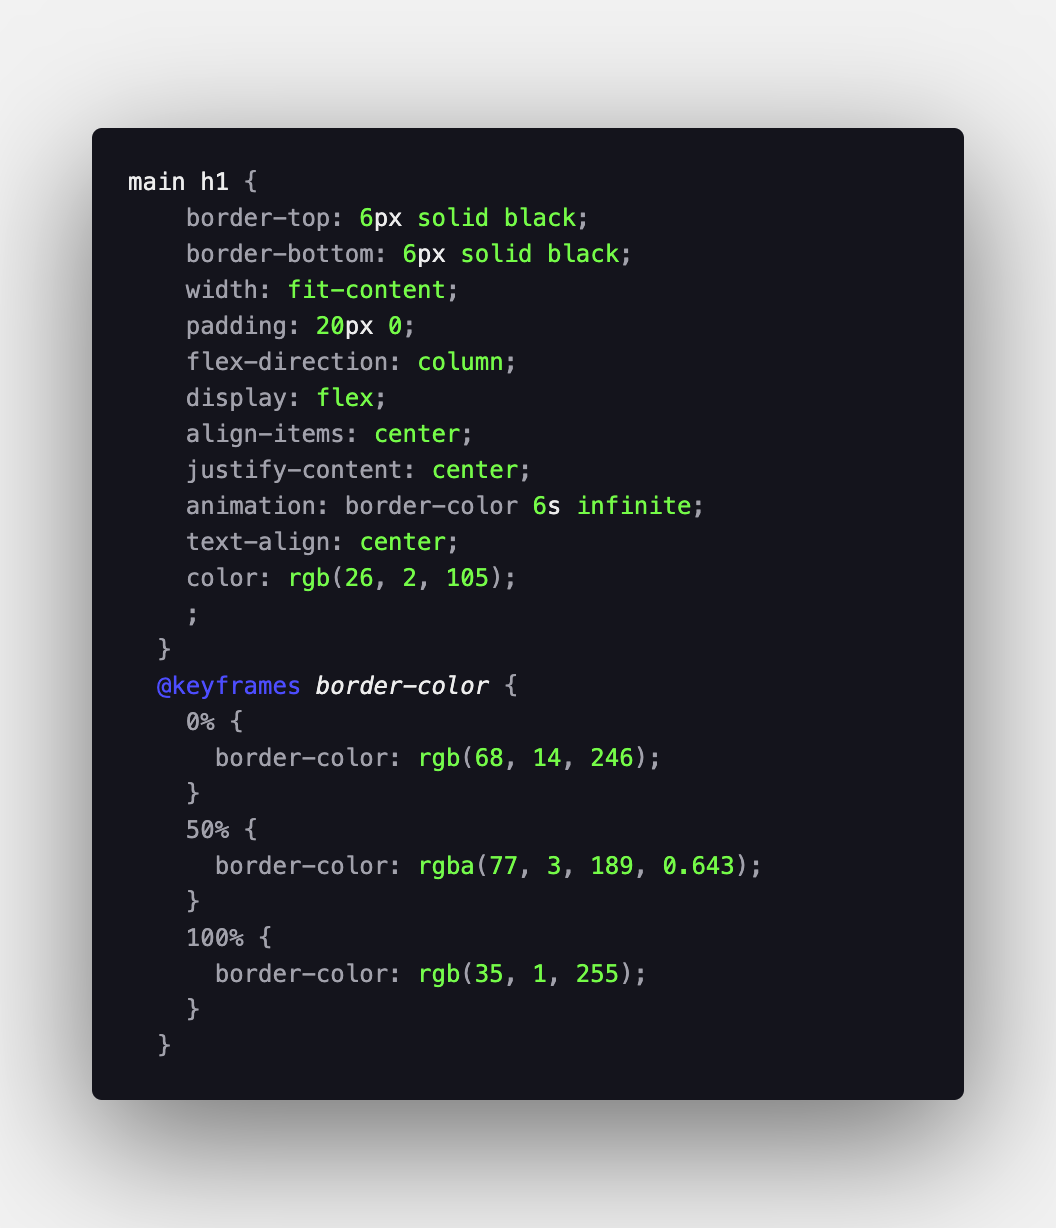 main h1 {
    border-top: 6px solid black;
    border-bottom: 6px solid black;
    width: fit-content;
    padding: 20px 0;
    flex-direction: column;
    display: flex;
    align-items: center;
    justify-content: center;
    animation: border-color 6s infinite;
    text-align: center;
    color: rgb(26, 2, 105);
    ;
  }
  @keyframes border-color {
    0% {
      border-color: rgb(68, 14, 246);
    }
    50% {
      border-color: rgba(77, 3, 189, 0.643);
    }
    100% {
      border-color: rgb(35, 1, 255);
    }
  }